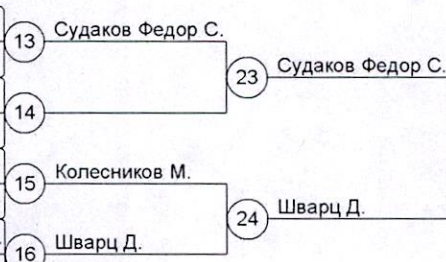 13 Судаков Федор С.
23 Судаков Федор С.
14
15 Колесников М.
24 Шварц Д.
16 Шварц Д.